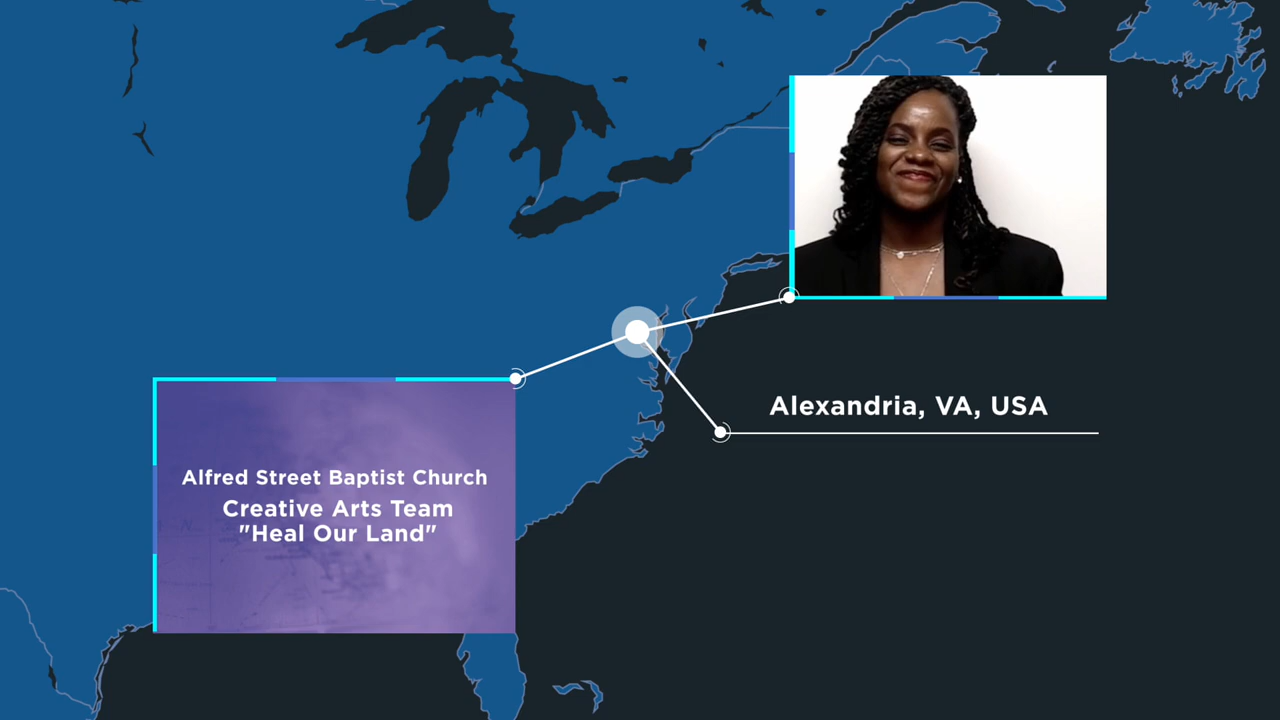 Alexandria, VA, USA
Alfred Street Baptist Church
Creative Arts Team
"Heal Our Land"